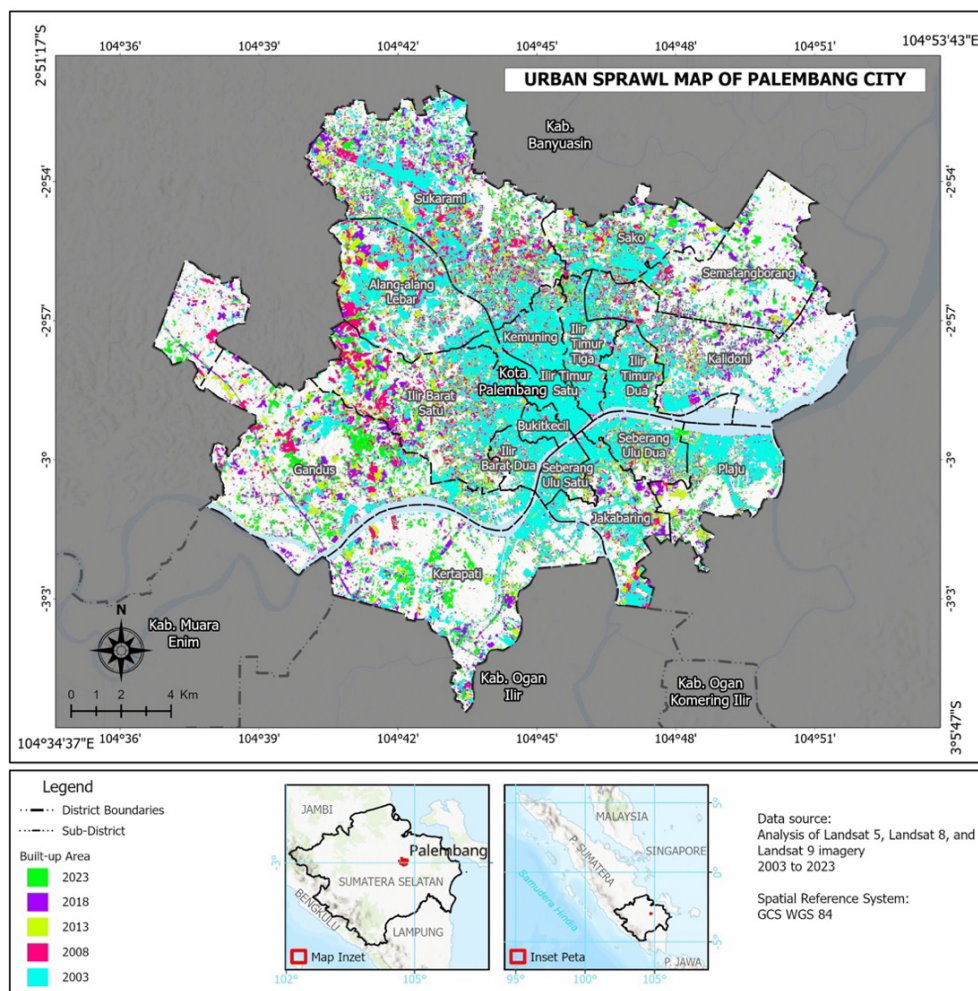 104°36' 104°39' 104°42' 104°45' 104°48' 104°51' 104°53'43"E
2°51'17"S
URBAN SPRAWL MAP OF PALEMBANG CITY
Kab.
Banyuasin
-2°54' -2°54'
Sukarami
Sako
Sematangborang
Alang-alang
Lebar
-2°57' -2°57'
Kemuning
Ilir
Timur
Tiga
Kalidoni
Ilir
Timur
Dua
Kota
Palembang
Ilir Timur
Satu
Ilir Barat
Satu
Bukitkecil
Seberang
Ulu Dua
-3° -3°
Gandus
Ilir
Barat Dua
Seberang
Ulu Satu
Plaju
Jakabaring
Kertapati
-3°3' -3°3'
N
Kab. Muara
Enim
Kab. Ogan
Ilir
Kab. Ogan
Komering Ilir
0 1 2 4 Km
3°5'47"S
104°34'37"E
104°36' 104°39' 104°42' 104°45' 104°48' 104°51'
Legend
District Boundaries
Sub-District
Built-up Area
2023
2018
2013
2008
2003
JAMBI
Palembang
-3°
SUMATERA SELATAN
BENGKULU
LAMPUNG
Map Inzet
102° 105°
MALAYSIA
SINGAPORE
P. SUMATERA
Samudera Hindia
P. JAWA
Inset Peta
5° 0° -5°
95° 100° 105°
Data source:
Analysis of Landsat 5, Landsat 8, and
Landsat 9 imagery
2003 to 2023
Spatial Reference System:
GCS WGS 84